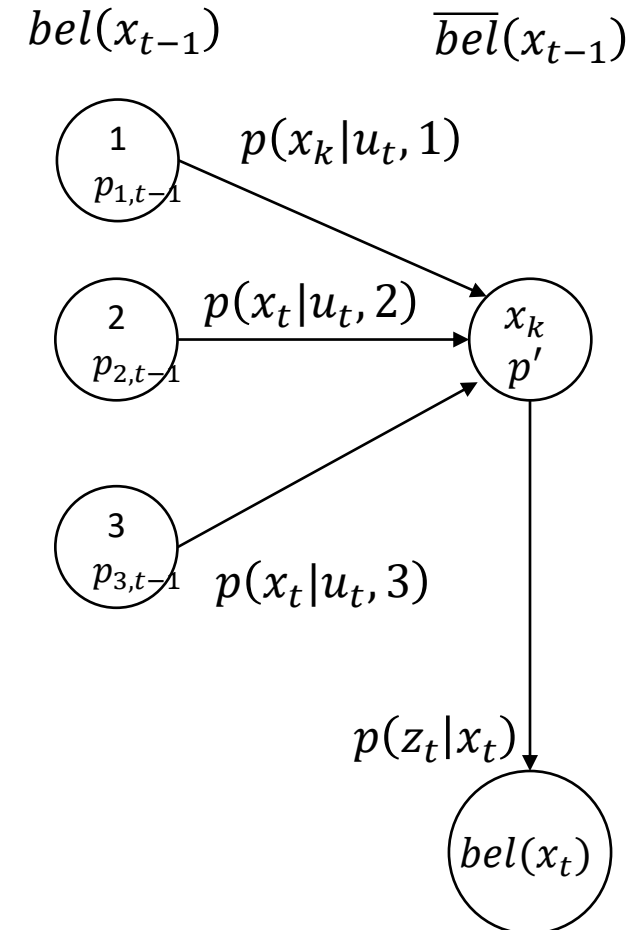 bel(x_{t−1})
\overline{bel}(x_{t−1})
1
p_{1,t−1}
p(x_k|u_t, 1)
2
p_{2,t−1}
p(x_t|u_t, 2)
x_k
p′
3
p_{3,t−1}
p(x_t|u_t, 3)
p(z_t|x_t)
bel(x_t)